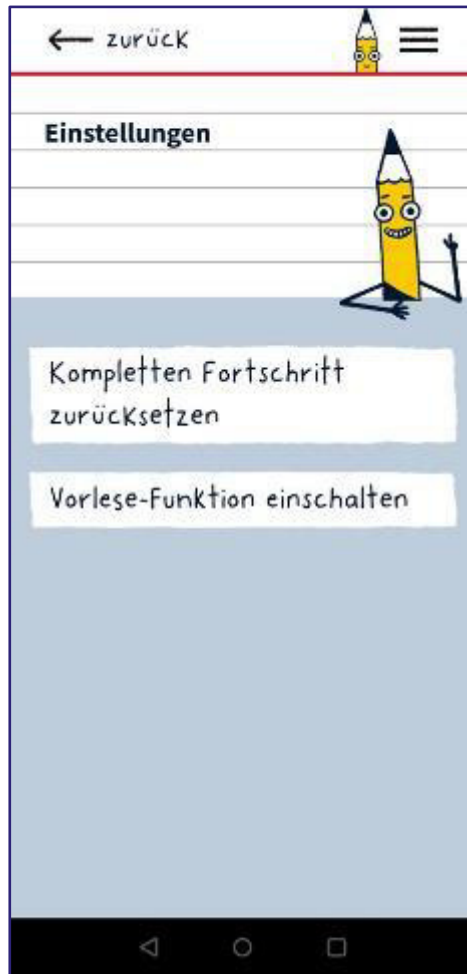 zurück
Einstellungen
Kompletten Fortschritt
zurücksetzen
Vorlese-Funktion einschalten